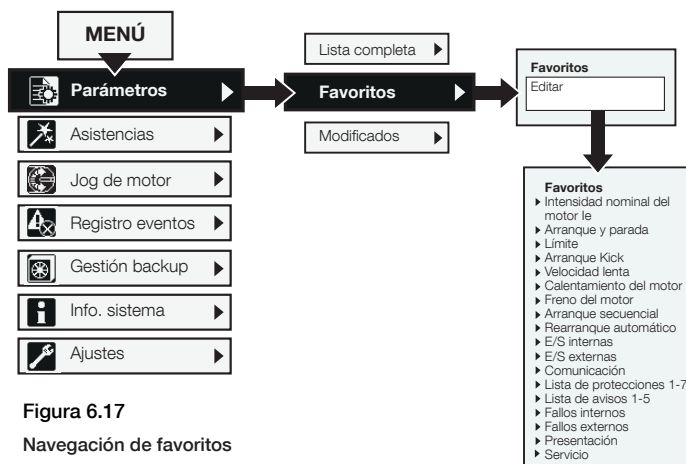 MENÚ
Parámetros
Asistencias
Jog de motor
Registro eventos
Gestión backup
Info. sistema
Ajustes
Lista completa
Favoritos
Modificados
Favoritos
Editar
Favoritos
Intensidad nominal del
motor Ie
Arranque y parada
Límite
Arranque Kick
Velocidad lenta
Calentamiento del motor
Freno del motor
Arranque secuencial
Rearranque automático
E/S internas
E/S externas
Comunicación
Lista de protecciones 1-7
Lista de avisos 1-5
Fallos internos
Fallos externos
Presentación
Servicio
Figura 6.17
Navegación de favoritos